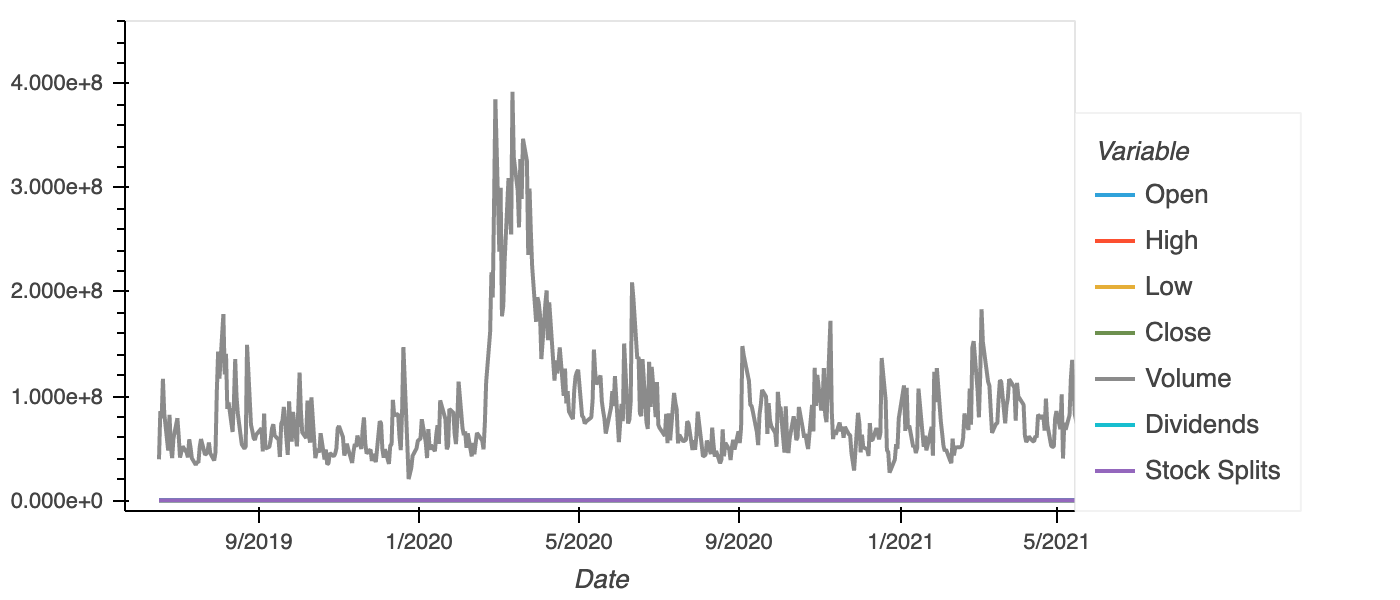 4.000e+8
3.000e+8
2.000e+8
1.000e+8
0.000e+0
9/2019
1/2020
5/2020
9/2020
1/2021
5/2021
Date
Variable
Open
High
Low
Close
Volume
Dividends
Stock Splits